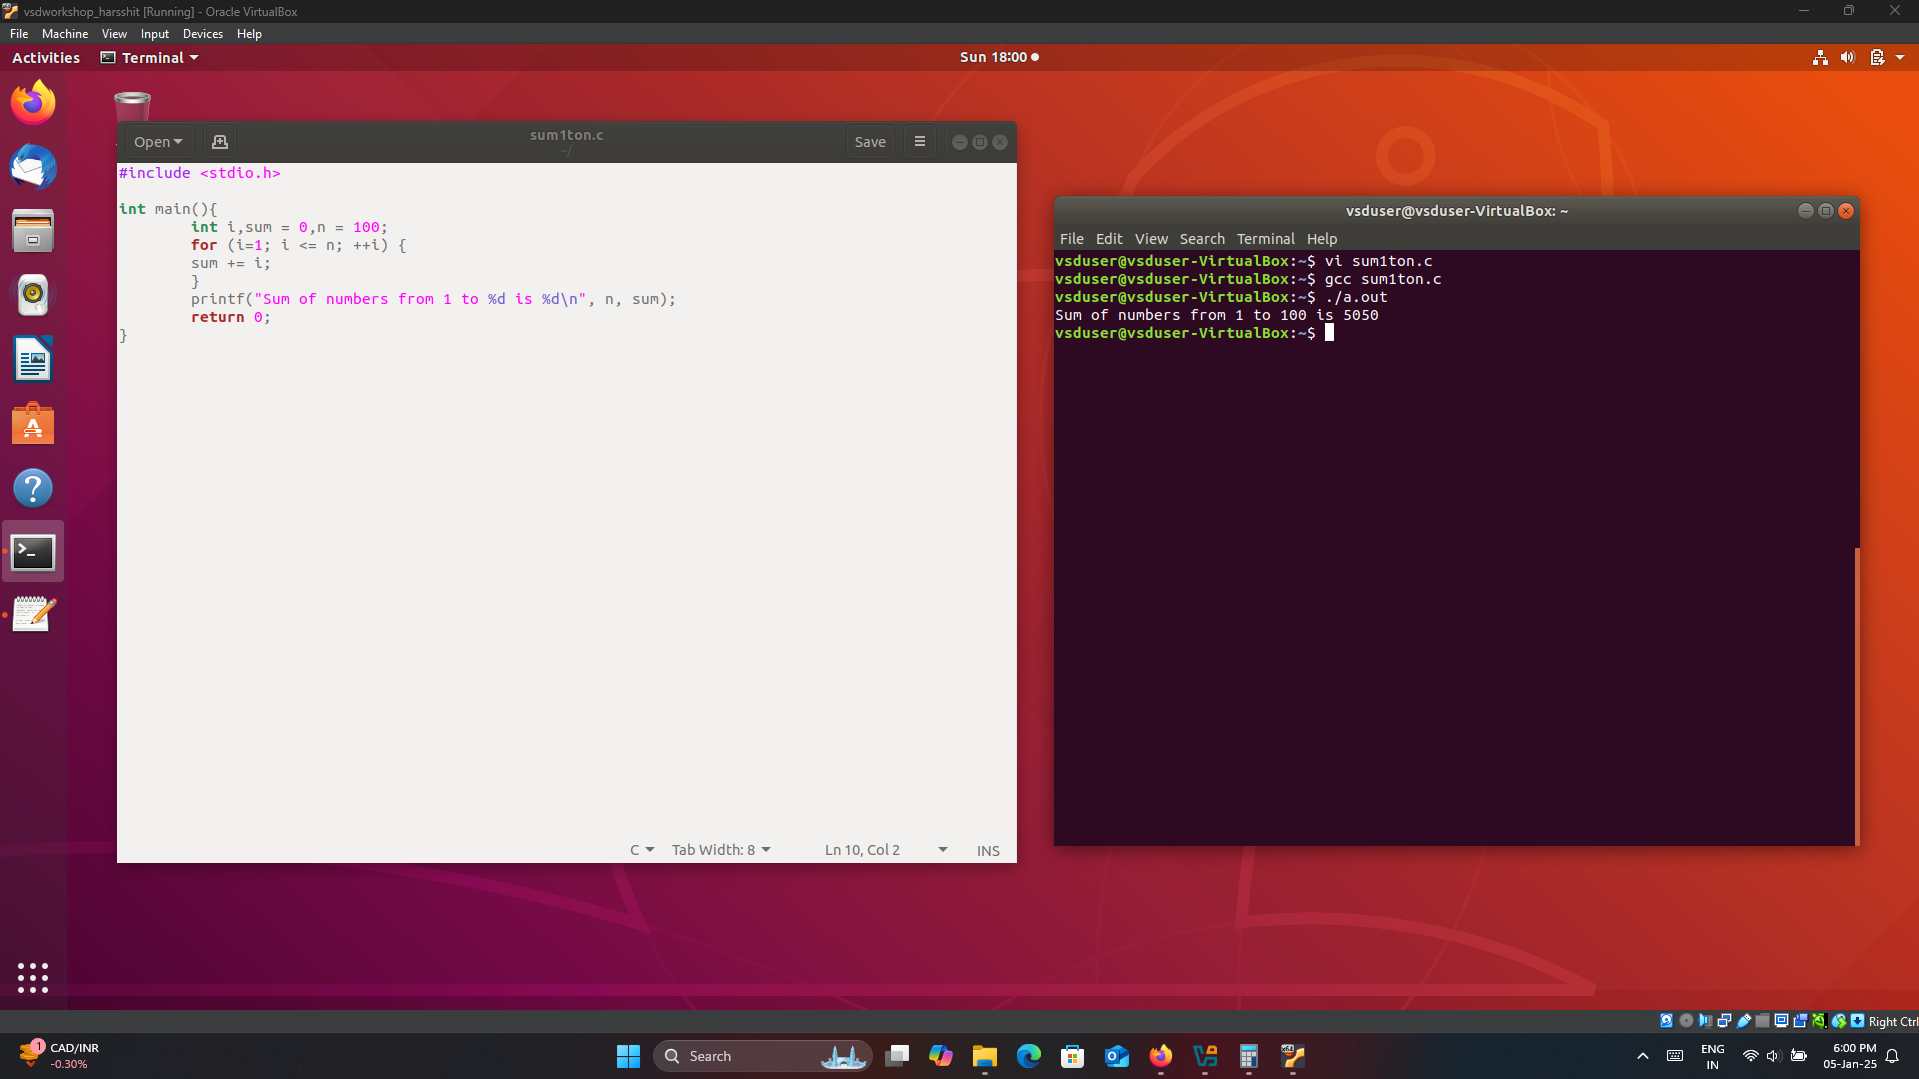 vsdworkshop_harsshit [Running] - Oracle VirtualBox
File Machine View Input Devices Help
Activities Terminal Sun 18:00
Open sum1ton.c Save
~/
#include <stdio.h>
int main(){
int i,sum = 0,n = 100;
for (i=1; i <= n; ++i) {
sum += i;
}
printf("Sum of numbers from 1 to %d is %d\n", n, sum);
return 0;
}
C Tab Width: 8 Ln 10, Col 2 INS
vsduser@vsduser-VirtualBox: ~
File Edit View Search Terminal Help
vsduser@vsduser-VirtualBox:~$ vi sum1ton.c
vsduser@vsduser-VirtualBox:~$ gcc sum1ton.c
vsduser@vsduser-VirtualBox:~$ ./a.out
Sum of numbers from 1 to 100 is 5050
vsduser@vsduser-VirtualBox:~$
Right Ctrl
1 CAD/INR
-0.30%
Search
ENG
IN
6:00 PM
05-Jan-25